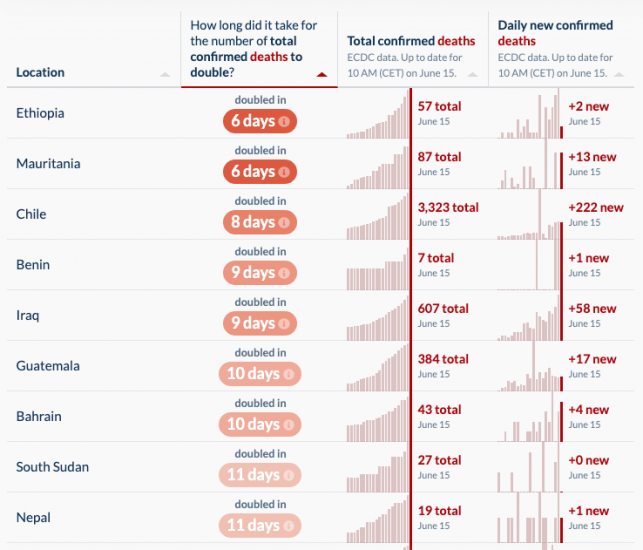 How long did it take for
the number of total
confirmed deaths to
double?
Total confirmed deaths
ECDC data. Up to date for
10 AM (CET) on June 15.
Daily new confirmed
deaths
ECDC data. Up to date for
10 AM (CET) on June 15.
Location
Ethiopia
doubled in
6 days
57 total
June 15
+2 new
June 15
Mauritania
doubled in
6 days
87 total
June 15
+13 new
June 15
Chile
doubled in
8 days
3,323 total
June 15
+222 new
June 15
Benin
doubled in
9 days
7 total
June 15
+1 new
June 15
Iraq
doubled in
9 days
607 total
June 15
+58 new
June 15
Guatemala
doubled in
10 days
384 total
June 15
+17 new
June 15
Bahrain
doubled in
10 days
43 total
June 15
+4 new
June 15
South Sudan
doubled in
11 days
27 total
June 15
+0 new
June 15
Nepal
doubled in
11 days
19 total
June 15
+1 new
June 15